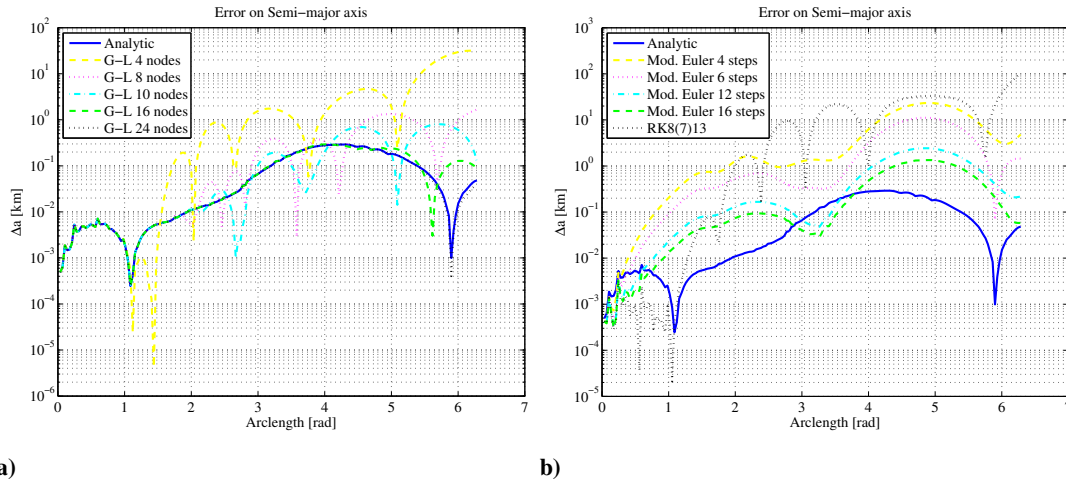 Error on Semi−major axis
Δa [km]
10^2
10^1
10^0
10^−1
10^−2
10^−3
10^−4
10^−5
10^−6
Analytic
G−L 4 nodes
G−L 8 nodes
G−L 10 nodes
G−L 16 nodes
G−L 24 nodes
0 1 2 3 4 5 6 7
Arclength [rad]
a)
Error on Semi−major axis
Δa [km]
10^3
10^2
10^1
10^0
10^−1
10^−2
10^−3
10^−4
10^−5
Analytic
Mod. Euler 4 steps
Mod. Euler 6 steps
Mod. Euler 12 steps
Mod. Euler 16 steps
RK8(7)13
0 1 2 3 4 5 6 7
Arclength [rad]
b)